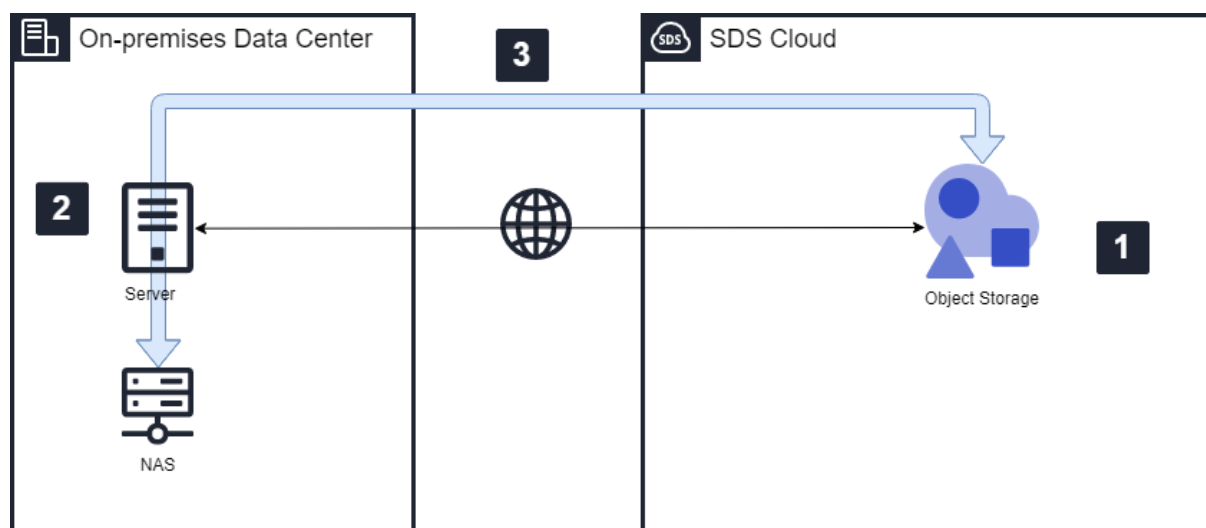 On-premises Data Center
SDS
SDS Cloud
3
2
1
Server
Object Storage
NAS